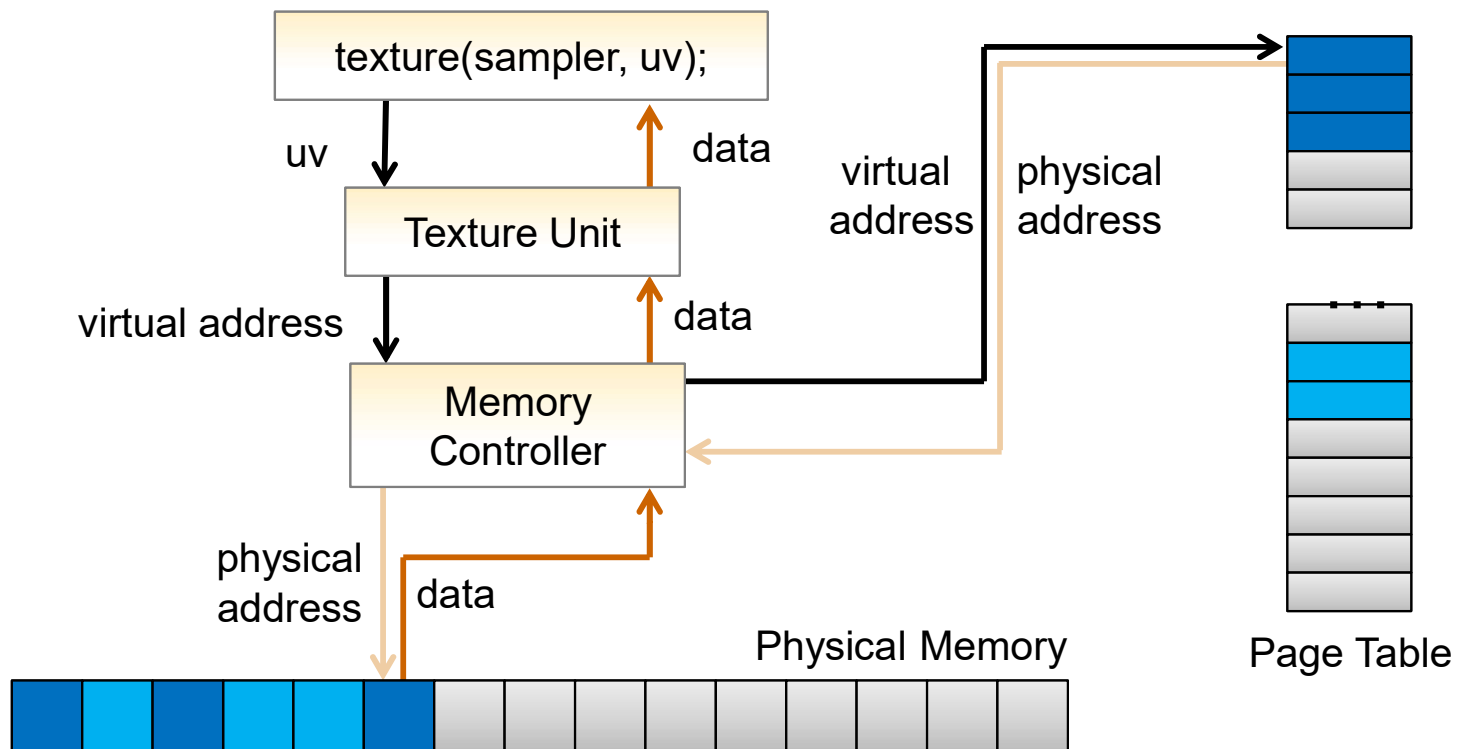 texture(sampler, uv);
uv
data
virtual
address
physical
address
Texture Unit
virtual address
data
...
Memory
Controller
physical
address
data
Physical Memory
Page Table